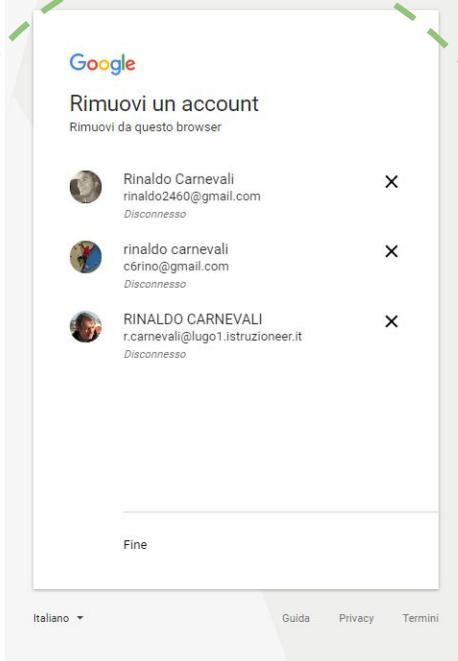 Google
Rimuovi un account
Rimuovi da questo browser
Rinaldo Carnevali
rinaldo2460@gmail.com
Disconnesso
rinaldo carnevali
c6rino@gmail.com
Disconnesso
RINALDO CARNEVALI
r.carnevali@lugo1.istruzioneer.it
Disconnesso
Fine
Italiano
Guida Privacy Termini